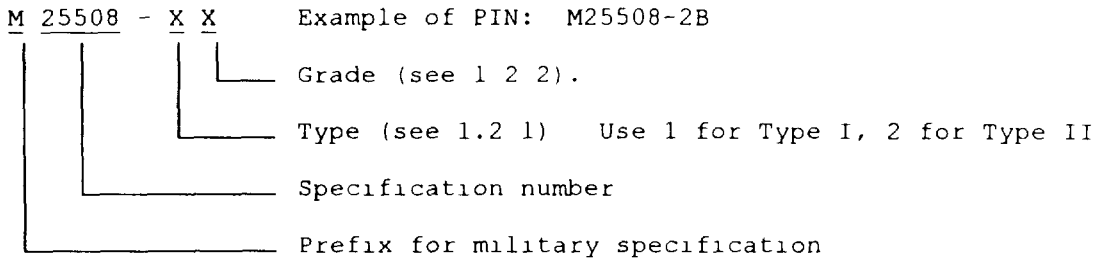 M 25508 - X X Example of PIN: M25508-2B
Grade (see 1 2 2).
Type (see 1.2 1) Use 1 for Type I, 2 for Type II
Specification number
Prefix for military specification